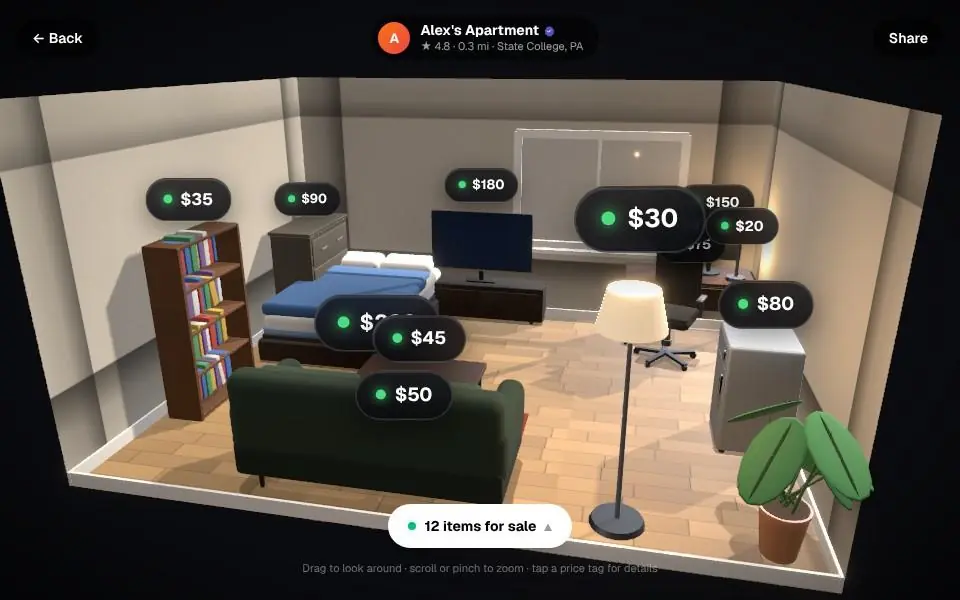 ← Back
Alex's Apartment
★ 4.8 · 0.3 mi · State College, PA
Share
$35
$90
$180
$30
$150
$20
$80
$45
$50
12 items for sale ▲
Drag to look around · scroll or pinch to zoom · tap a price tag for details